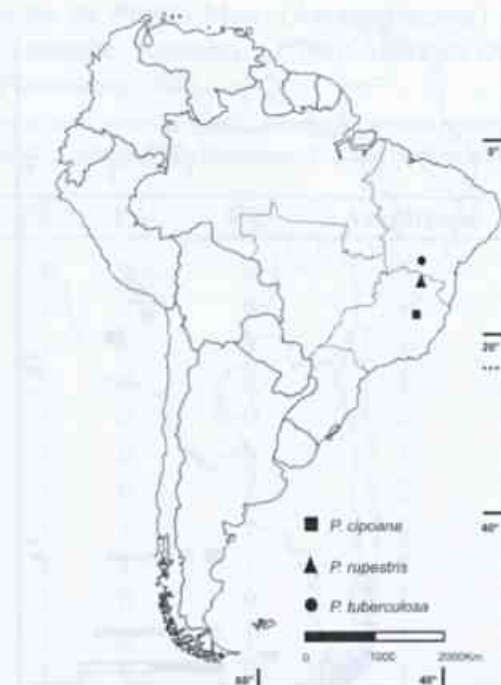 0°
20°
40°
P. cipoana
P. rupestris
P. tuberculosa
0 1000 2000Km.
60° 40°